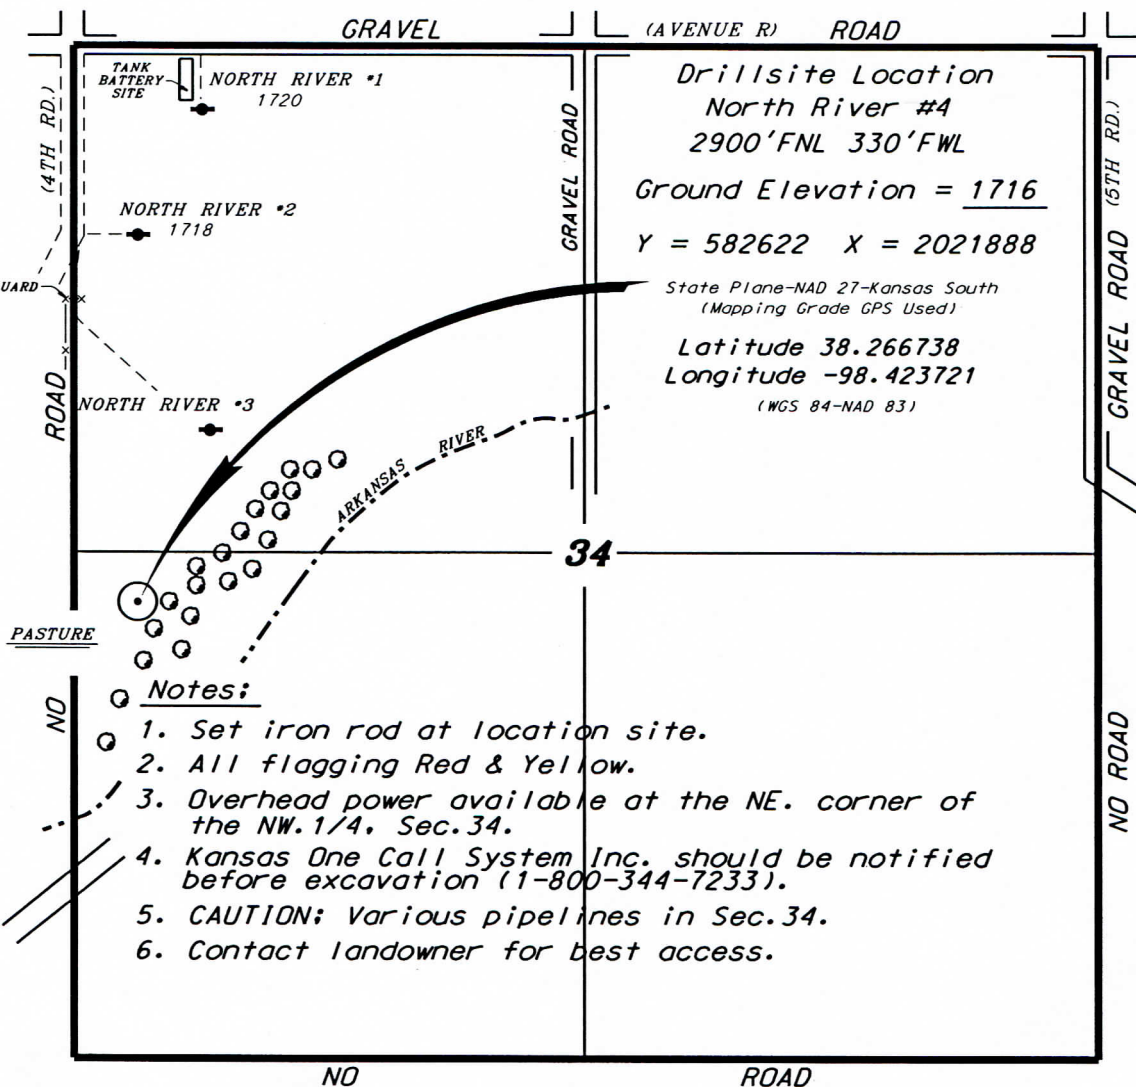 GRAVEL (AVENUE R) ROAD
(4TH RD.)
TANK
BATTERY
SITE
NORTH RIVER #1
1720
NORTH RIVER #2
1718
UARD
ROAD
NORTH RIVER #3
GRAVEL ROAD
Drillsite Location
North River #4
2900'FNL 330'FWL
Ground Elevation = 1716
Y = 582622 X = 2021888
State Plane-NAD 27-Kansas South
(Mapping Grade GPS Used)
Latitude 38.266738
Longitude -98.423721
(WGS 84-NAD 83)
GRAVEL ROAD (5TH RD.)
ARKANSAS RIVER
34
PASTURE
NO
Notes:
1. Set iron rod at location site.
2. All flagging Red & Yellow.
3. Overhead power available at the NE. corner of
the NW.1/4, Sec.34.
4. Kansas One Call System Inc. should be notified
before excavation (1-800-344-7233).
5. CAUTION: Various pipelines in Sec.34.
6. Contact landowner for best access.
NO ROAD
NO ROAD